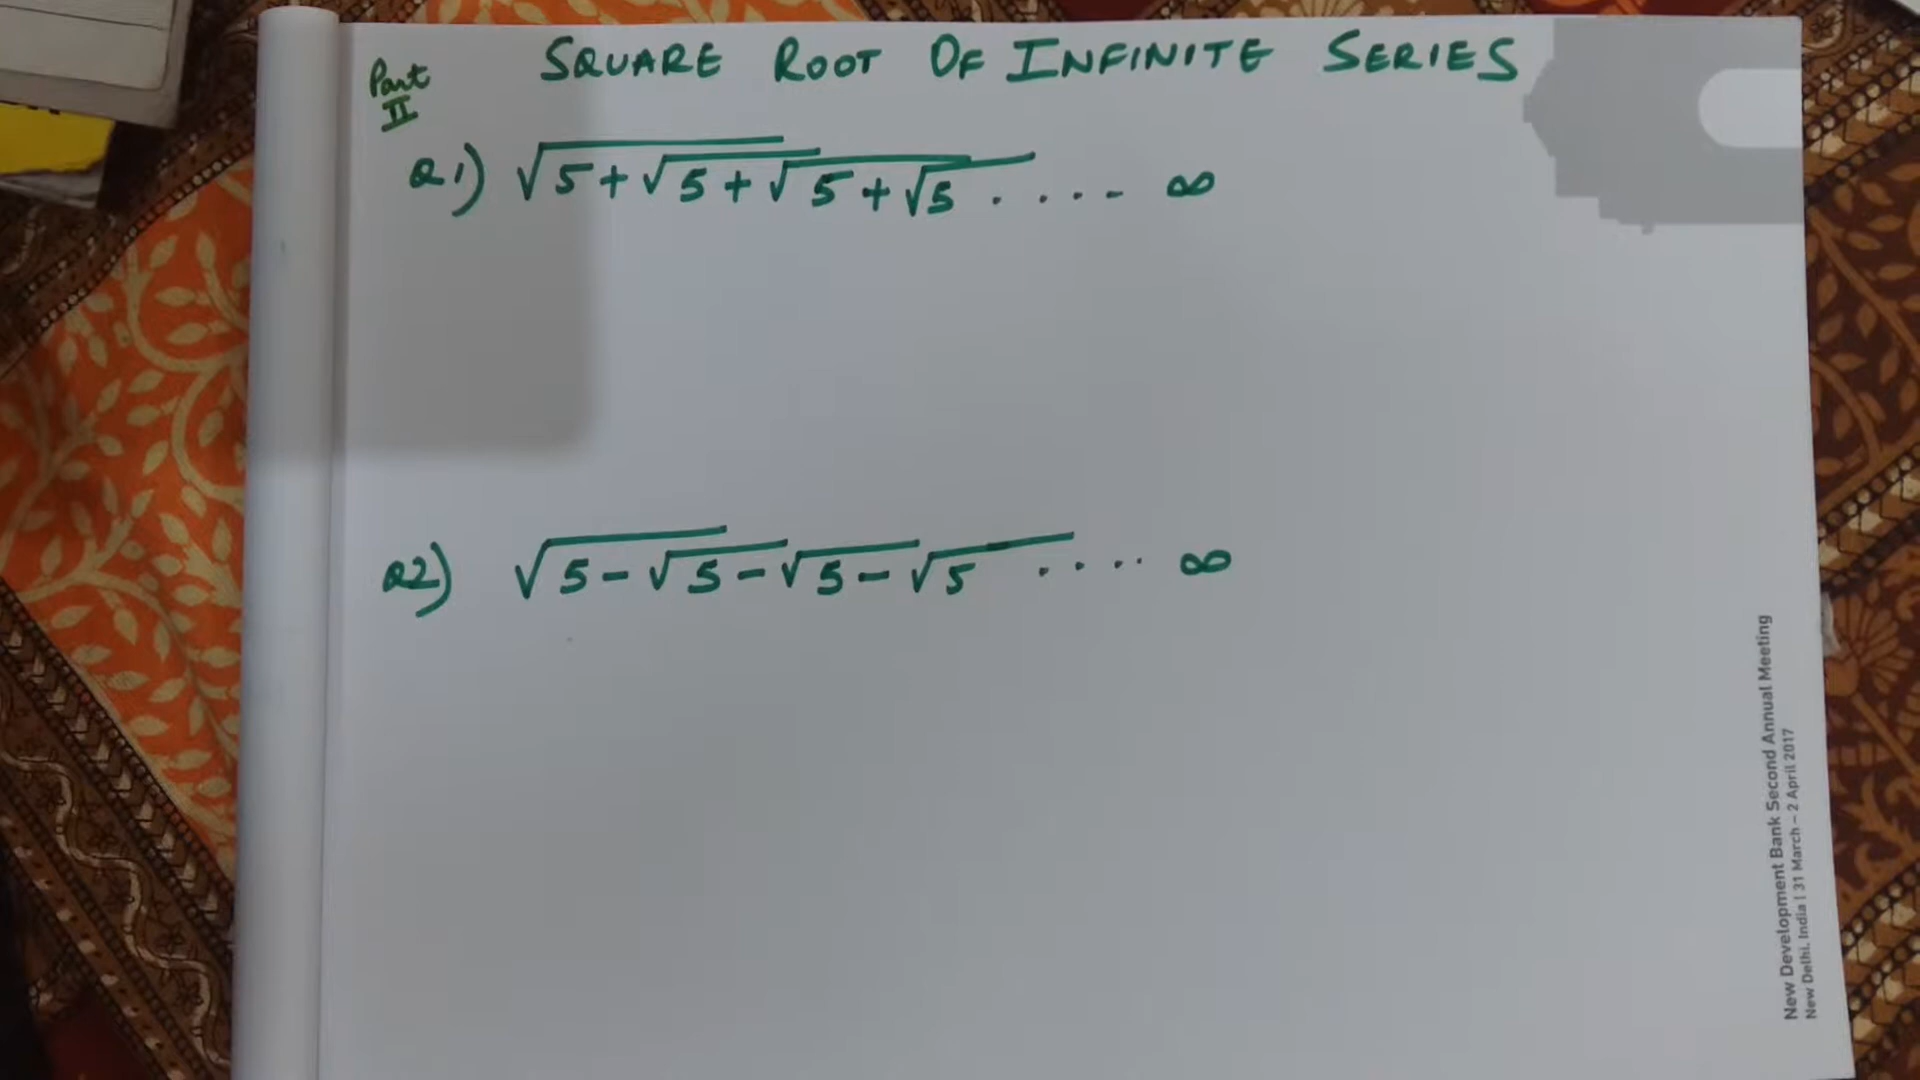 Part II
SQUARE ROOT OF INFINITE SERIES
Q1) √5+√5+√5+√5 ..... ∞
Q2) √5-√5-√5-√5 ..... ∞
New Development Bank Second Annual Meeting
New Delhi, India | 31 March – 2 April 2017